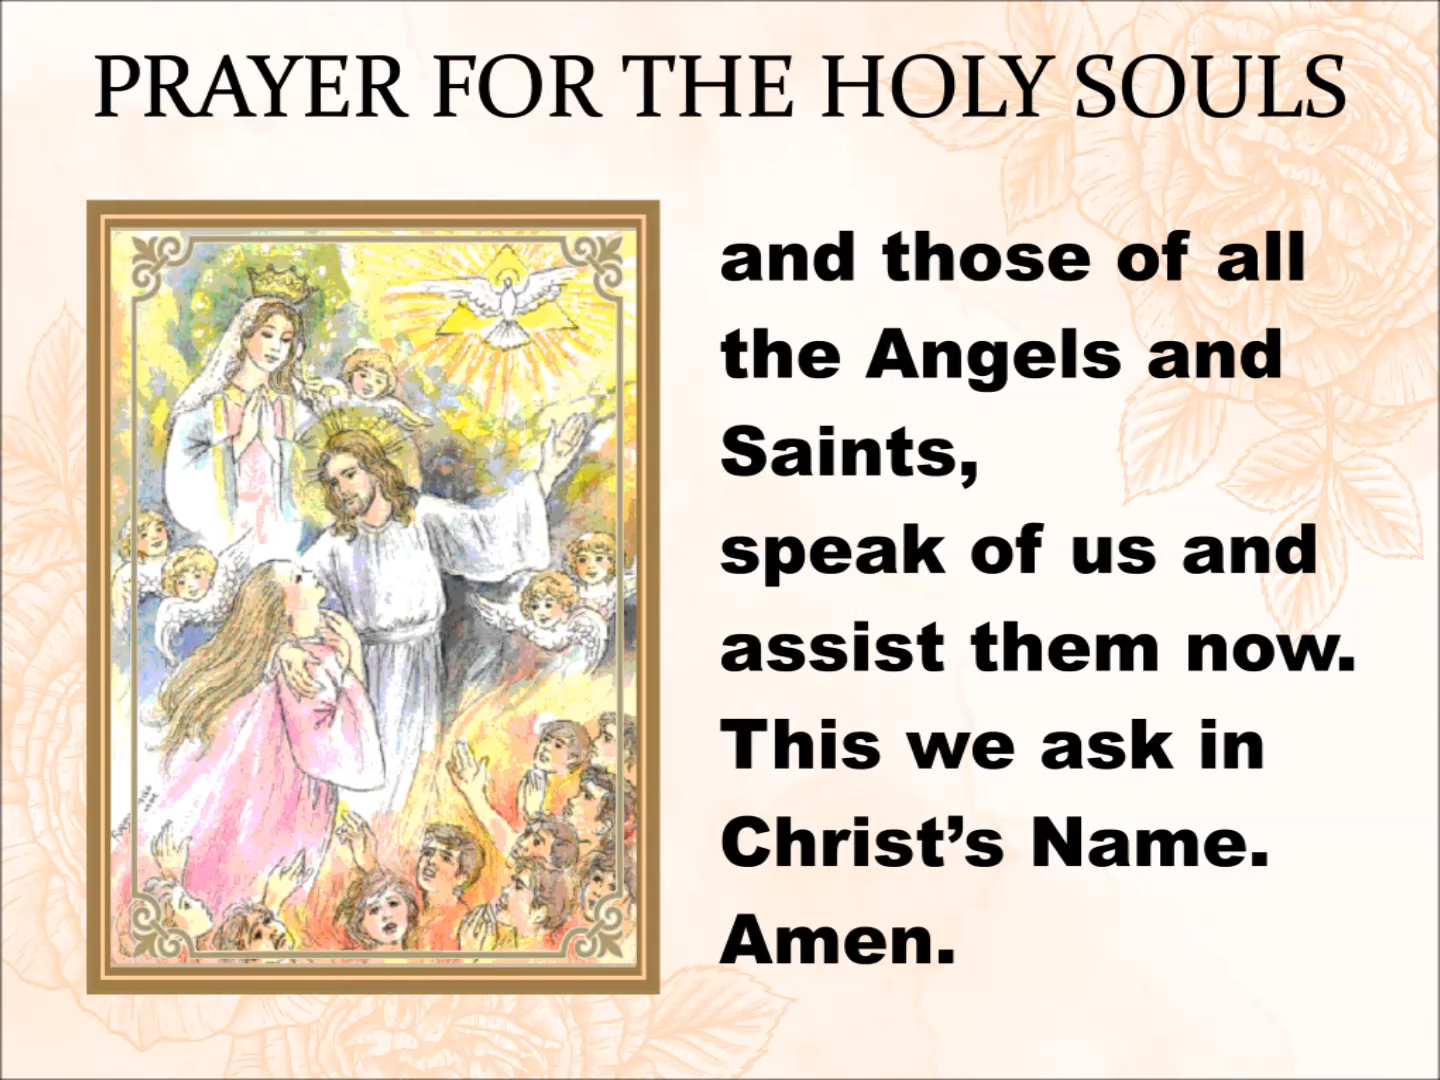 PRAYER FOR THE HOLY SOULS
and those of all
the Angels and
Saints,
speak of us and
assist them now.
This we ask in
Christ’s Name.
Amen.